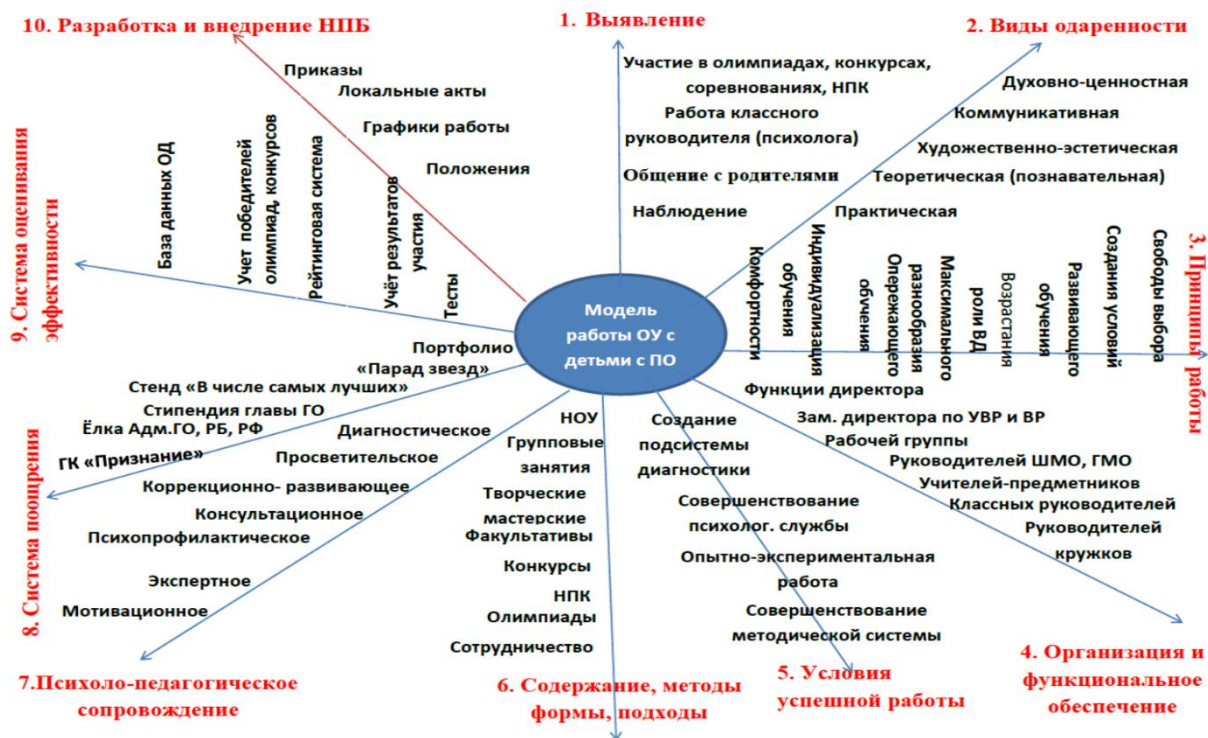 10. Разработка и внедрение НПБ
Приказы
Локальные акты
Графики работы
Положения
1. Выявление
Участие в олимпиадах, конкурсах,
соревнованиях, НПК
Работа классного
руководителя (психолога)
Общение с родителями
Наблюдение
2. Виды одаренности
Духовно-ценностная
Коммуникативная
Художественно-эстетическая
Теоретическая (познавательная)
Практическая
3. Принципы работы
Комфортности
Индивидуализация
обучения
Опережающего
обучения
Максимального
разнообразия
Возрастания
роли ВД
Развивающего
обучения
Создания условий
Свободы выбора
Модель
работы ОУ с
детьми с ПО
Функции директора
Зам. директора по УВР и ВР
Рабочей группы
Руководителей ШМО, ГМО
Учителей-предметников
Классных руководителей
Руководителей
кружков
4. Организация и
функциональное
обеспечение
Создание
подсистемы
диагностики
Совершенствование
психолог. службы
Опытно-экспериментальная
работа
Совершенствование
методической системы
5. Условия
успешной работы
НОУ
Групповые
занятия
Творческие
мастерские
Факультативы
Конкурсы
НПК
Олимпиады
Сотрудничество
6. Содержание, методы
формы, подходы
Диагностическое
Просветительское
Коррекционно- развивающее
Консультационное
Психопрофилактическое
Экспертное
Мотивационное
7.Психоло-педагогическое
сопровождение
Портфолио
«Парад звезд»
Стенд «В числе самых лучших»
Стипендия главы ГО
Ёлка Адм.ГО, РБ, РФ
ГК «Признание»
8. Система поощрения
База данных ОД
Учет победителей
олимпиад, конкурсов
Рейтинговая система
Учёт результатов
участия
Тесты
9. Система оценивания
эффективности